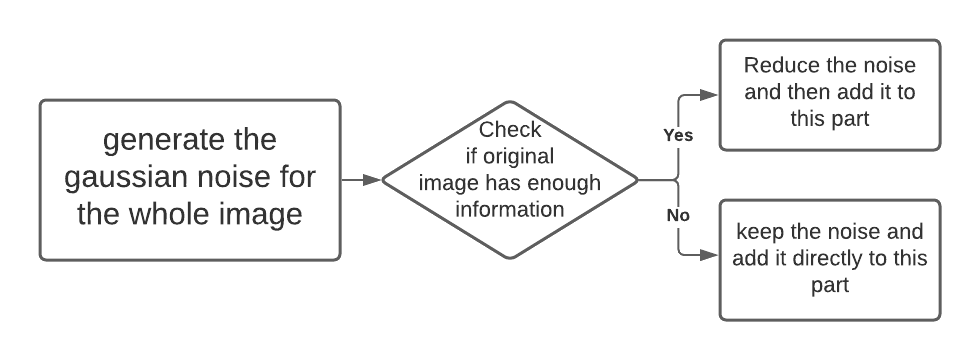 generate the
gaussian noise for
the whole image
Check
if original
image has enough
information
Yes
No
Reduce the noise
and then add it to
this part
keep the noise and
add it directly to this
part